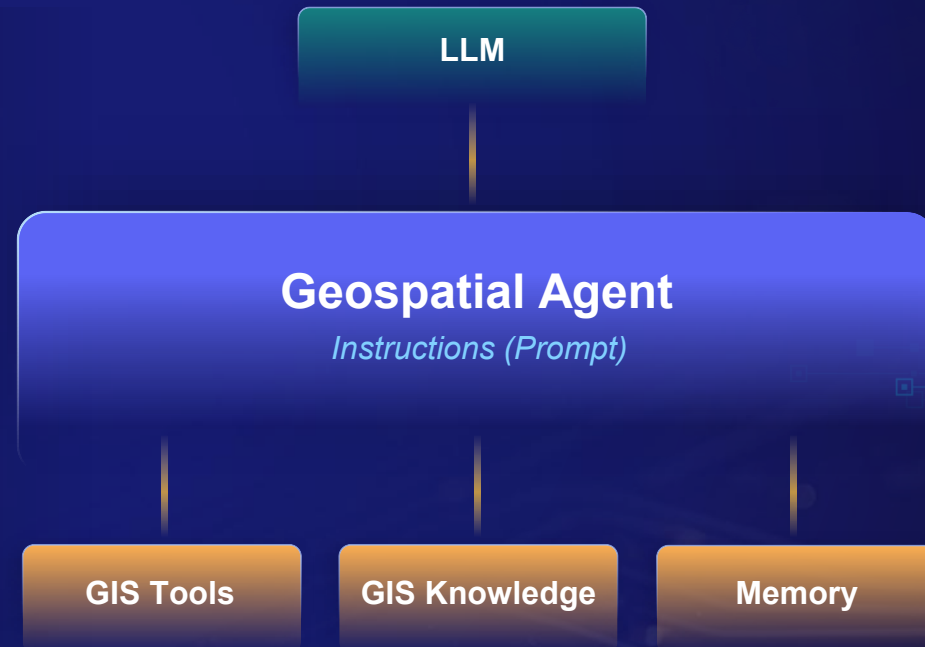 LLM
Geospatial Agent
Instructions (Prompt)
GIS Tools
GIS Knowledge
Memory